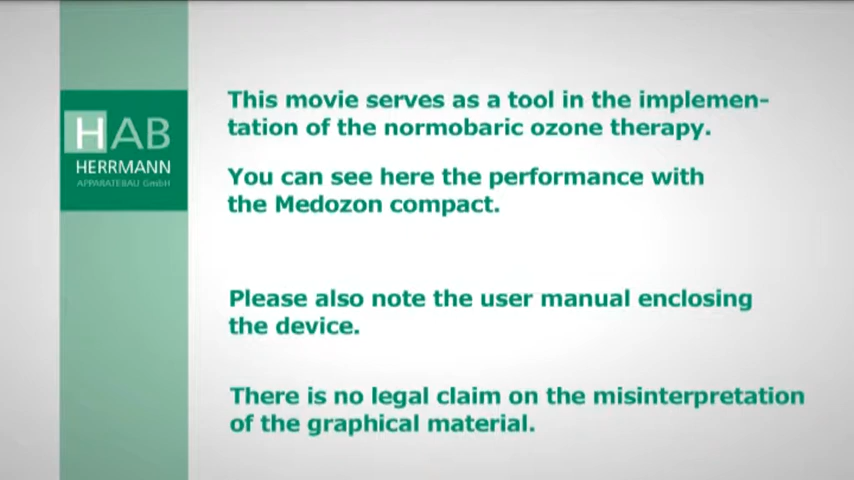 HAB
HERRMANN
APPARATEBAU GmbH
This movie serves as a tool in the implemen-
tation of the normobaric ozone therapy.
You can see here the performance with
the Medozon compact.
Please also note the user manual enclosing
the device.
There is no legal claim on the misinterpretation
of the graphical material.